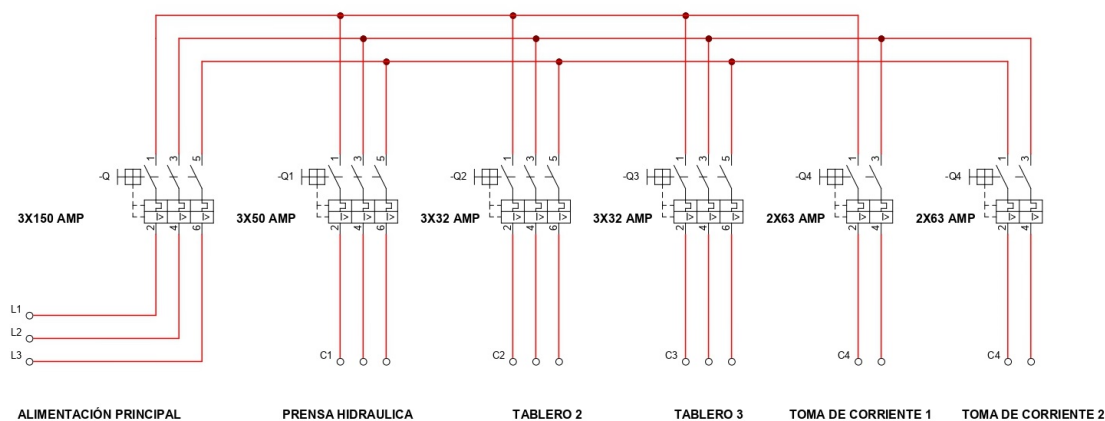 1 3 5 1 3 5 1 3 5 1 3 5 1 3 1 3
-Q -Q1 -Q2 -Q3 -Q4 -Q4
3X150 AMP 3X50 AMP 3X32 AMP 3X32 AMP 2X63 AMP 2X63 AMP
2 4 6 2 4 6 2 4 6 2 4 6 2 4 2 4
L1
L2
L3 C1 C2 C3 C4 C4
ALIMENTACIÓN PRINCIPAL PRENSA HIDRAULICA TABLERO 2 TABLERO 3 TOMA DE CORRIENTE 1 TOMA DE CORRIENTE 2